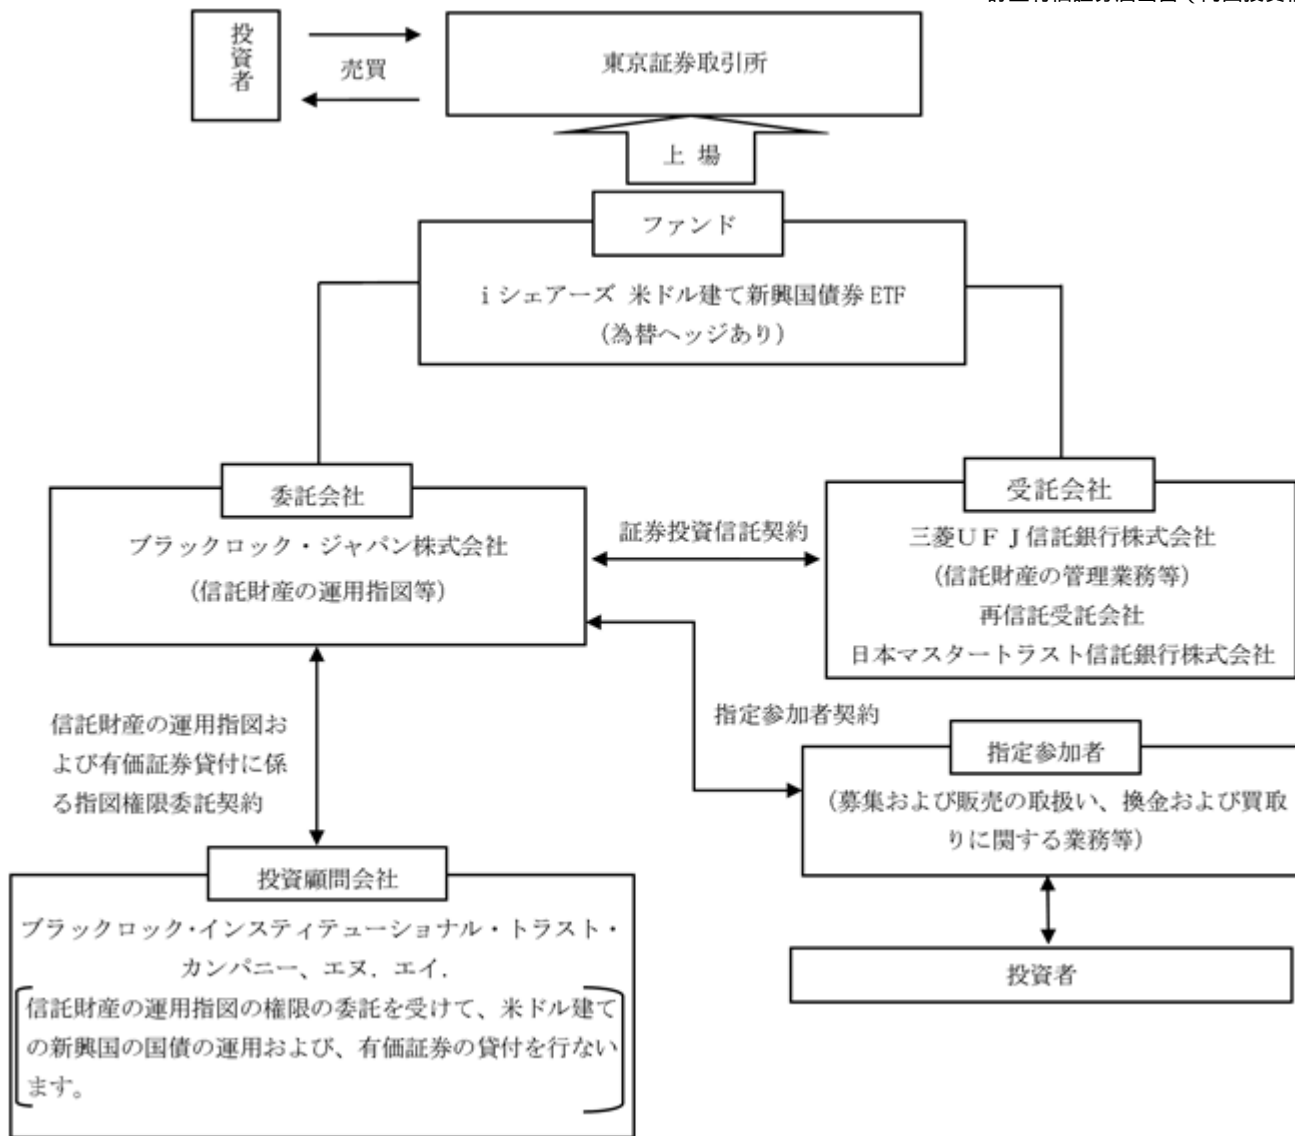 投資者
売買
東京証券取引所
上 場
ファンド
i シェアーズ 米ドル建て新興国債券 ETF
(為替ヘッジあり)
委託会社
ブラックロック・ジャパン株式会社
(信託財産の運用指図等)
証券投資信託契約
受託会社
三菱UFJ信託銀行株式会社
(信託財産の管理業務等)
再信託受託会社
日本マスタートラスト信託銀行株式会社
信託財産の運用指図お
よび有価証券貸付に係
る指図権限委託契約
指定参加者契約
指定参加者
(募集および販売の取扱い、換金および買取
りに関する業務等)
投資者
投資顧問会社
ブラックロック・インスティテューショナル・トラスト・
カンパニー、エヌ．エイ．
信託財産の運用指図の権限の委託を受けて、米ドル建て
の新興国の国債の運用および、有価証券の貸付を行ない
ます。